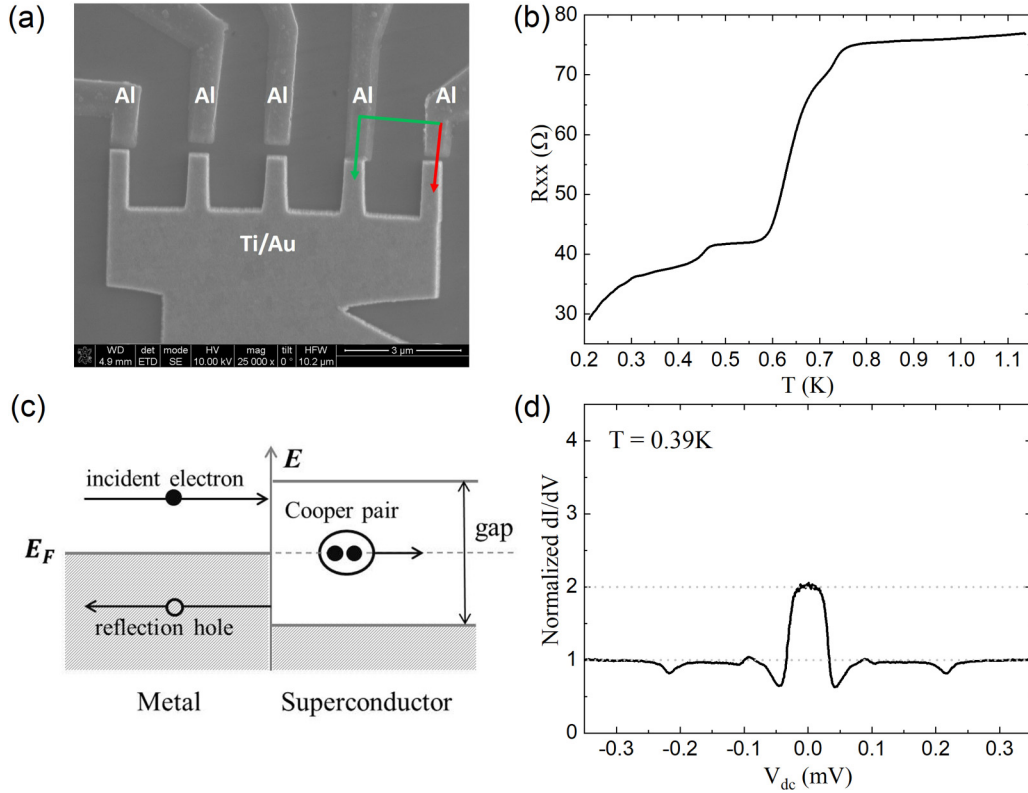 (a)
Al Al Al Al Al
Ti/Au
WD det mode HV mag tilt HFW
4.9 mm ETD SE 10.00 kV 25 000 x 0 ° 10.2 µm
3 µm
(b)
80
70
60
50
40
30
Rxx (Ω)
0.2 0.3 0.4 0.5 0.6 0.7 0.8 0.9 1.0 1.1
T (K)
(c)
E
incident electron
Cooper pair
gap
E_F
reflection hole
Metal
Superconductor
(d)
T = 0.39K
4
3
2
1
0
Normalized dI/dV
-0.3 -0.2 -0.1 0.0 0.1 0.2 0.3
V_dc (mV)